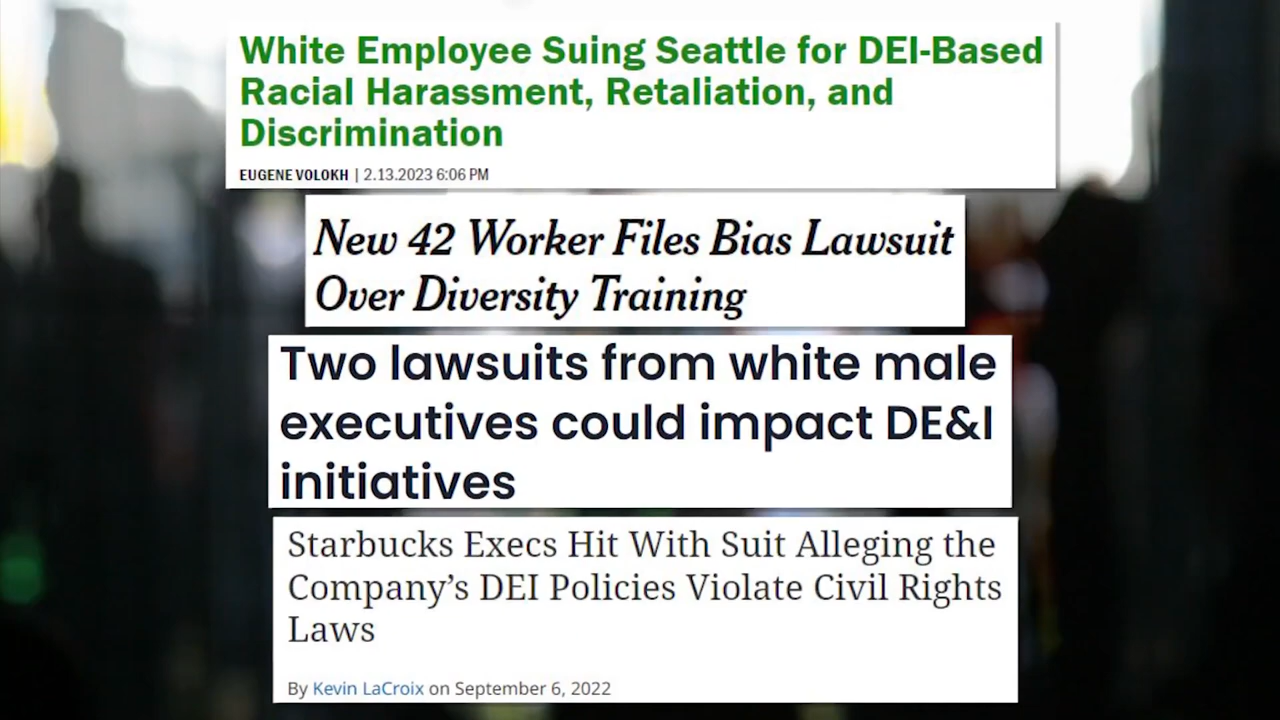 White Employee Suing Seattle for DEI-Based
Racial Harassment, Retaliation, and
Discrimination
EUGENE VOLOKH | 2.13.2023 6:06 PM
New 42 Worker Files Bias Lawsuit
Over Diversity Training
Two lawsuits from white male
executives could impact DE&I
initiatives
Starbucks Execs Hit With Suit Alleging the
Company’s DEI Policies Violate Civil Rights
Laws
By Kevin LaCroix on September 6, 2022